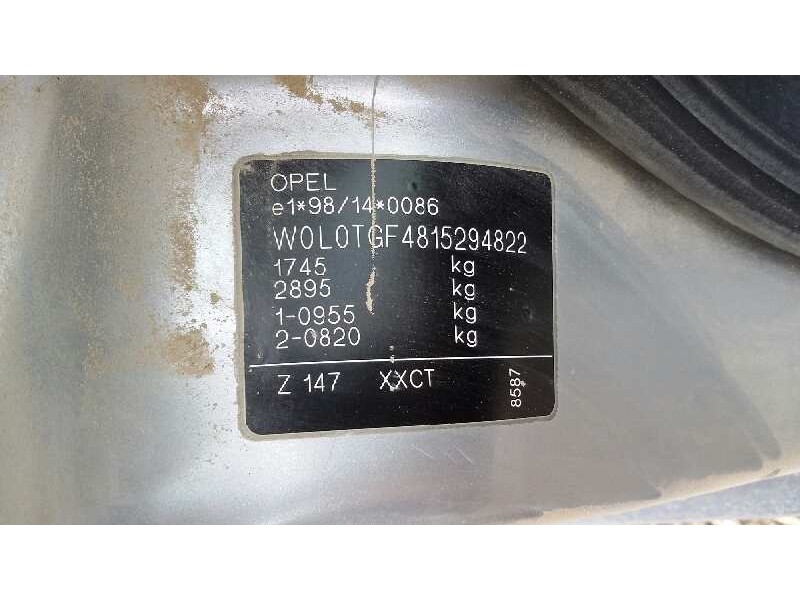 OPEL
e1*98/14*0086
W0L0TGF4815294822
1745 kg
2895 kg
1-0955 kg
2-0820 kg
Z 147 XXCT
8587